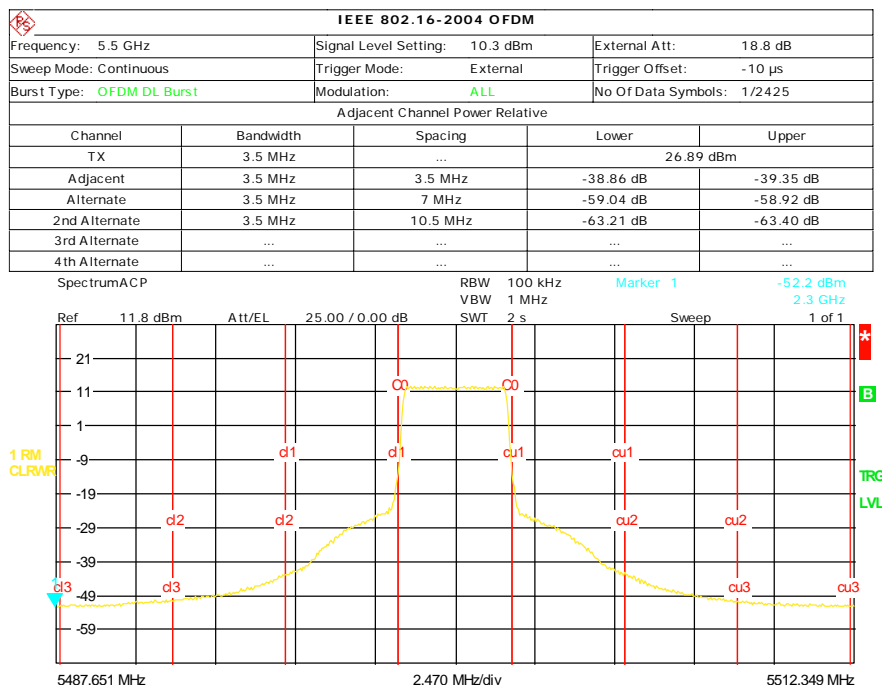 IEEE 802.16-2004 OFDM
Frequency: 5.5 GHz Signal Level Setting: 10.3 dBm External Att: 18.8 dB
Sweep Mode: Continuous Trigger Mode: External Trigger Offset: -10 µs
Burst Type: OFDM DL Burst Modulation: ALL No Of Data Symbols: 1/2425
Adjacent Channel Power Relative
Channel Bandwidth Spacing Lower Upper
TX 3.5 MHz ... 26.89 dBm
Adjacent 3.5 MHz 3.5 MHz -38.86 dB -39.35 dB
Alternate 3.5 MHz 7 MHz -59.04 dB -58.92 dB
2nd Alternate 3.5 MHz 10.5 MHz -63.21 dB -63.40 dB
3rd Alternate ... ... ... ...
4th Alternate ... ... ... ...
SpectrumACP RBW 100 kHz Marker 1 -52.2 dBm
VBW 1 MHz 2.3 GHz
Ref 11.8 dBm Att/EL 25.00 / 0.00 dB SWT 2 s Sweep 1 of 1
*
21
11 C0 C0 B
1
-9 cl1 cl1 cu1 cu1
1 RM
CLRWR
TRG
-19
LVL
-29 cl2 cl2 cu2 cu2
-39
1
cl3 cl3 cu3 cu3
-49
-59
5487.651 MHz 2.470 MHz/div 5512.349 MHz